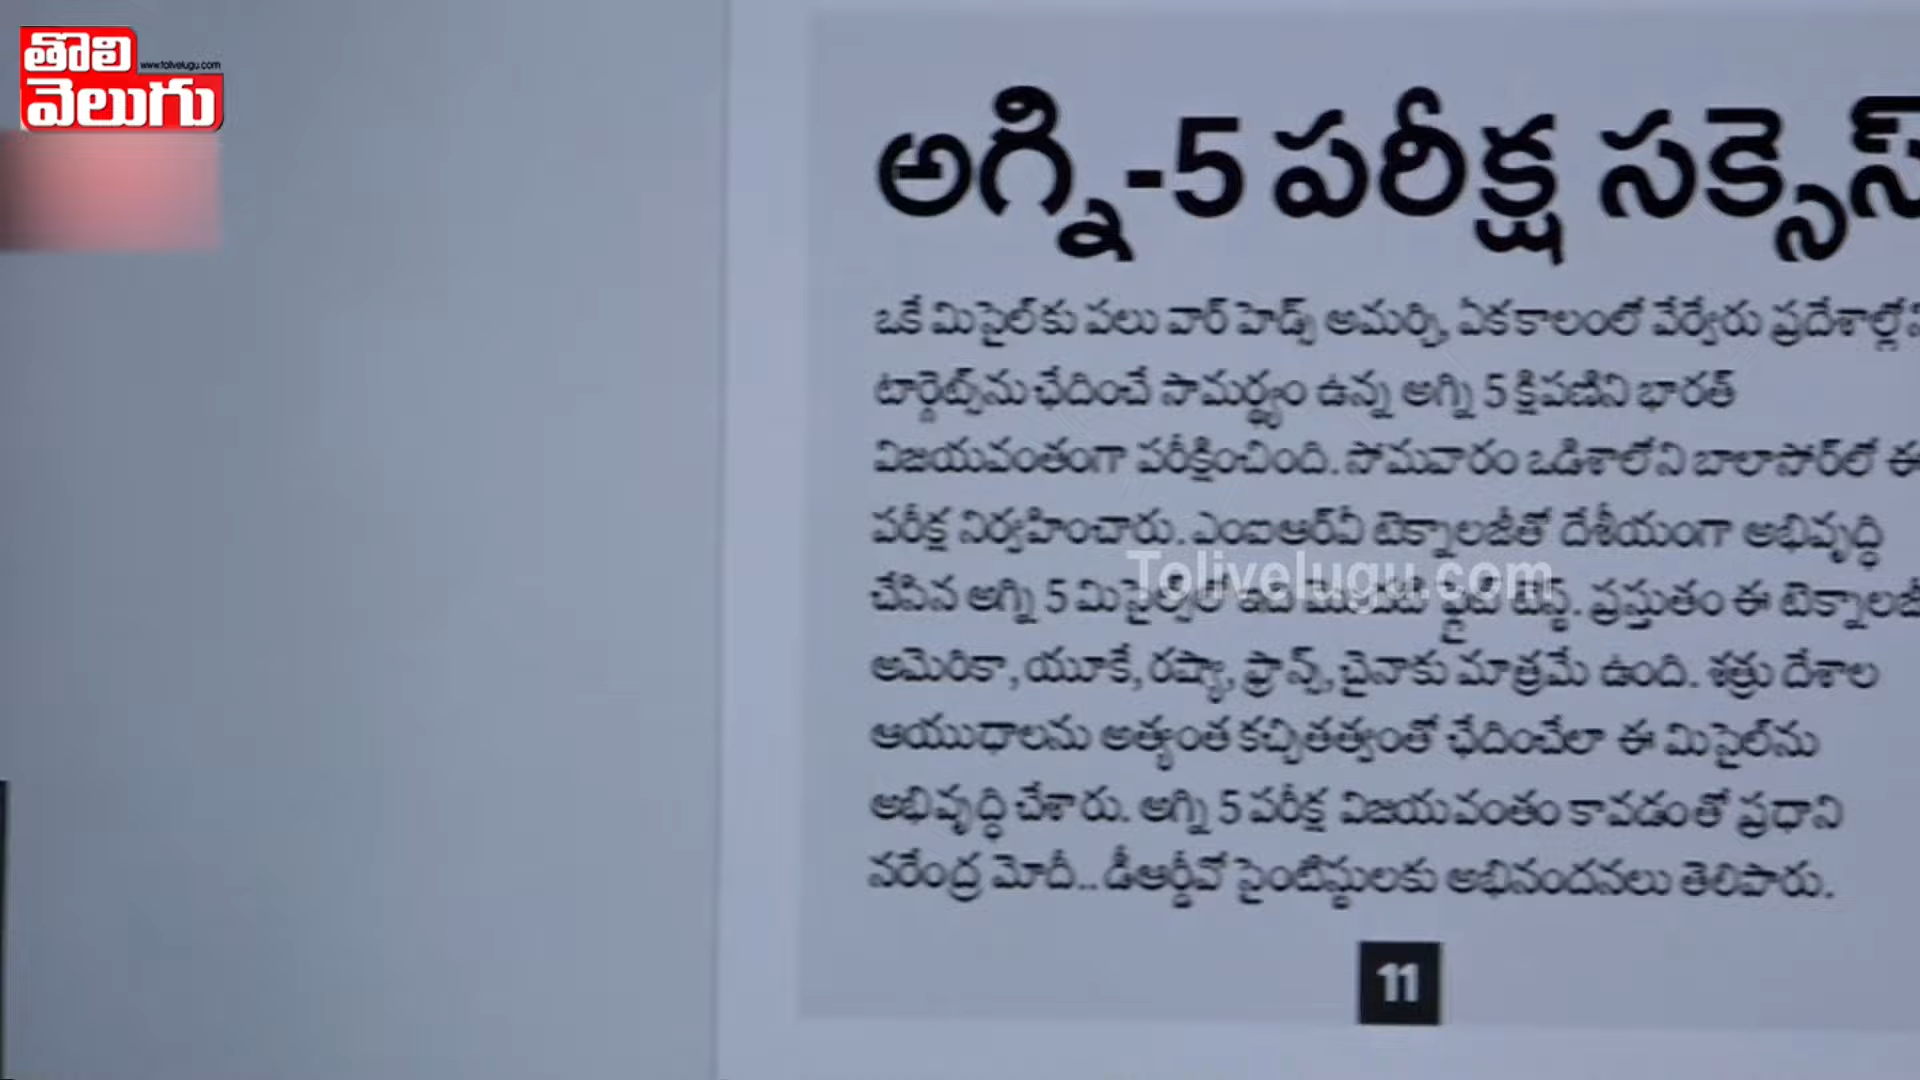 తొలి
www.tolivelugu.com
వెలుగు
అగ్ని-5 పరీక్ష సక్సెస్
ఒకే మిసైల్‌కు పలు వార్ హెడ్స్ అమర్చి, ఏకకాలంలో వేర్వేరు ప్రదేశాల్లోని
టార్గెట్స్‌ను ఛేదించే సామర్థ్యం ఉన్న అగ్ని 5 క్షిపణిని భారత్
విజయవంతంగా పరీక్షించింది. సోమవారం ఒడిశాలోని బాలాసోర్‌లో ఈ
పరీక్ష నిర్వహించారు. ఎంఐఆర్‌వీ టెక్నాలజీతో దేశీయంగా అభివృద్ధి
Tolivelugu.com
చేసిన అగ్ని 5 మిసైల్స్‌లో ఇది మొదటి ఫ్లైట్ టెస్ట్. ప్రస్తుతం ఈ టెక్నాలజీ
అమెరికా, యూకే, రష్యా, ఫ్రాన్స్, చైనాకు మాత్రమే ఉంది. శత్రు దేశాల
ఆయుధాలను అత్యంత కచ్చితత్వంతో ఛేదించేలా ఈ మిసైల్‌ను
అభివృద్ధి చేశారు. అగ్ని 5 పరీక్ష విజయవంతం కావడంతో ప్రధాని
నరేంద్ర మోదీ.. డీఆర్డీవో సైంటిస్టులకు అభినందనలు తెలిపారు.
11